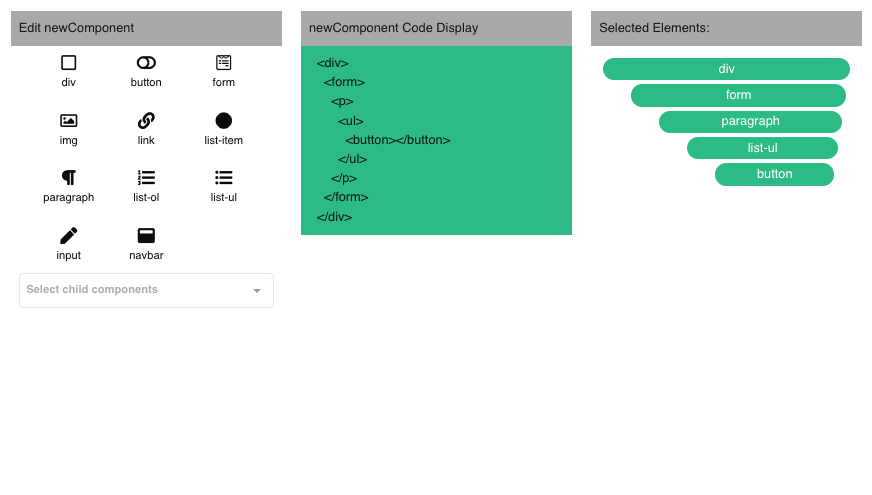 Edit newComponent
div button form
img link list-item
paragraph list-ol list-ul
input navbar
Select child components
newComponent Code Display
<div>
<form>
<p>
<ul>
<button></button>
</ul>
</p>
</form>
</div>
Selected Elements:
div
form
paragraph
list-ul
button